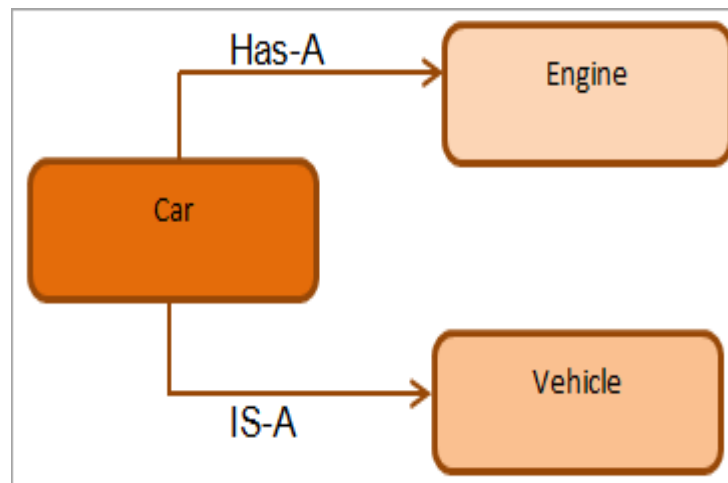 Has-A
Engine
Car
Vehicle
IS-A